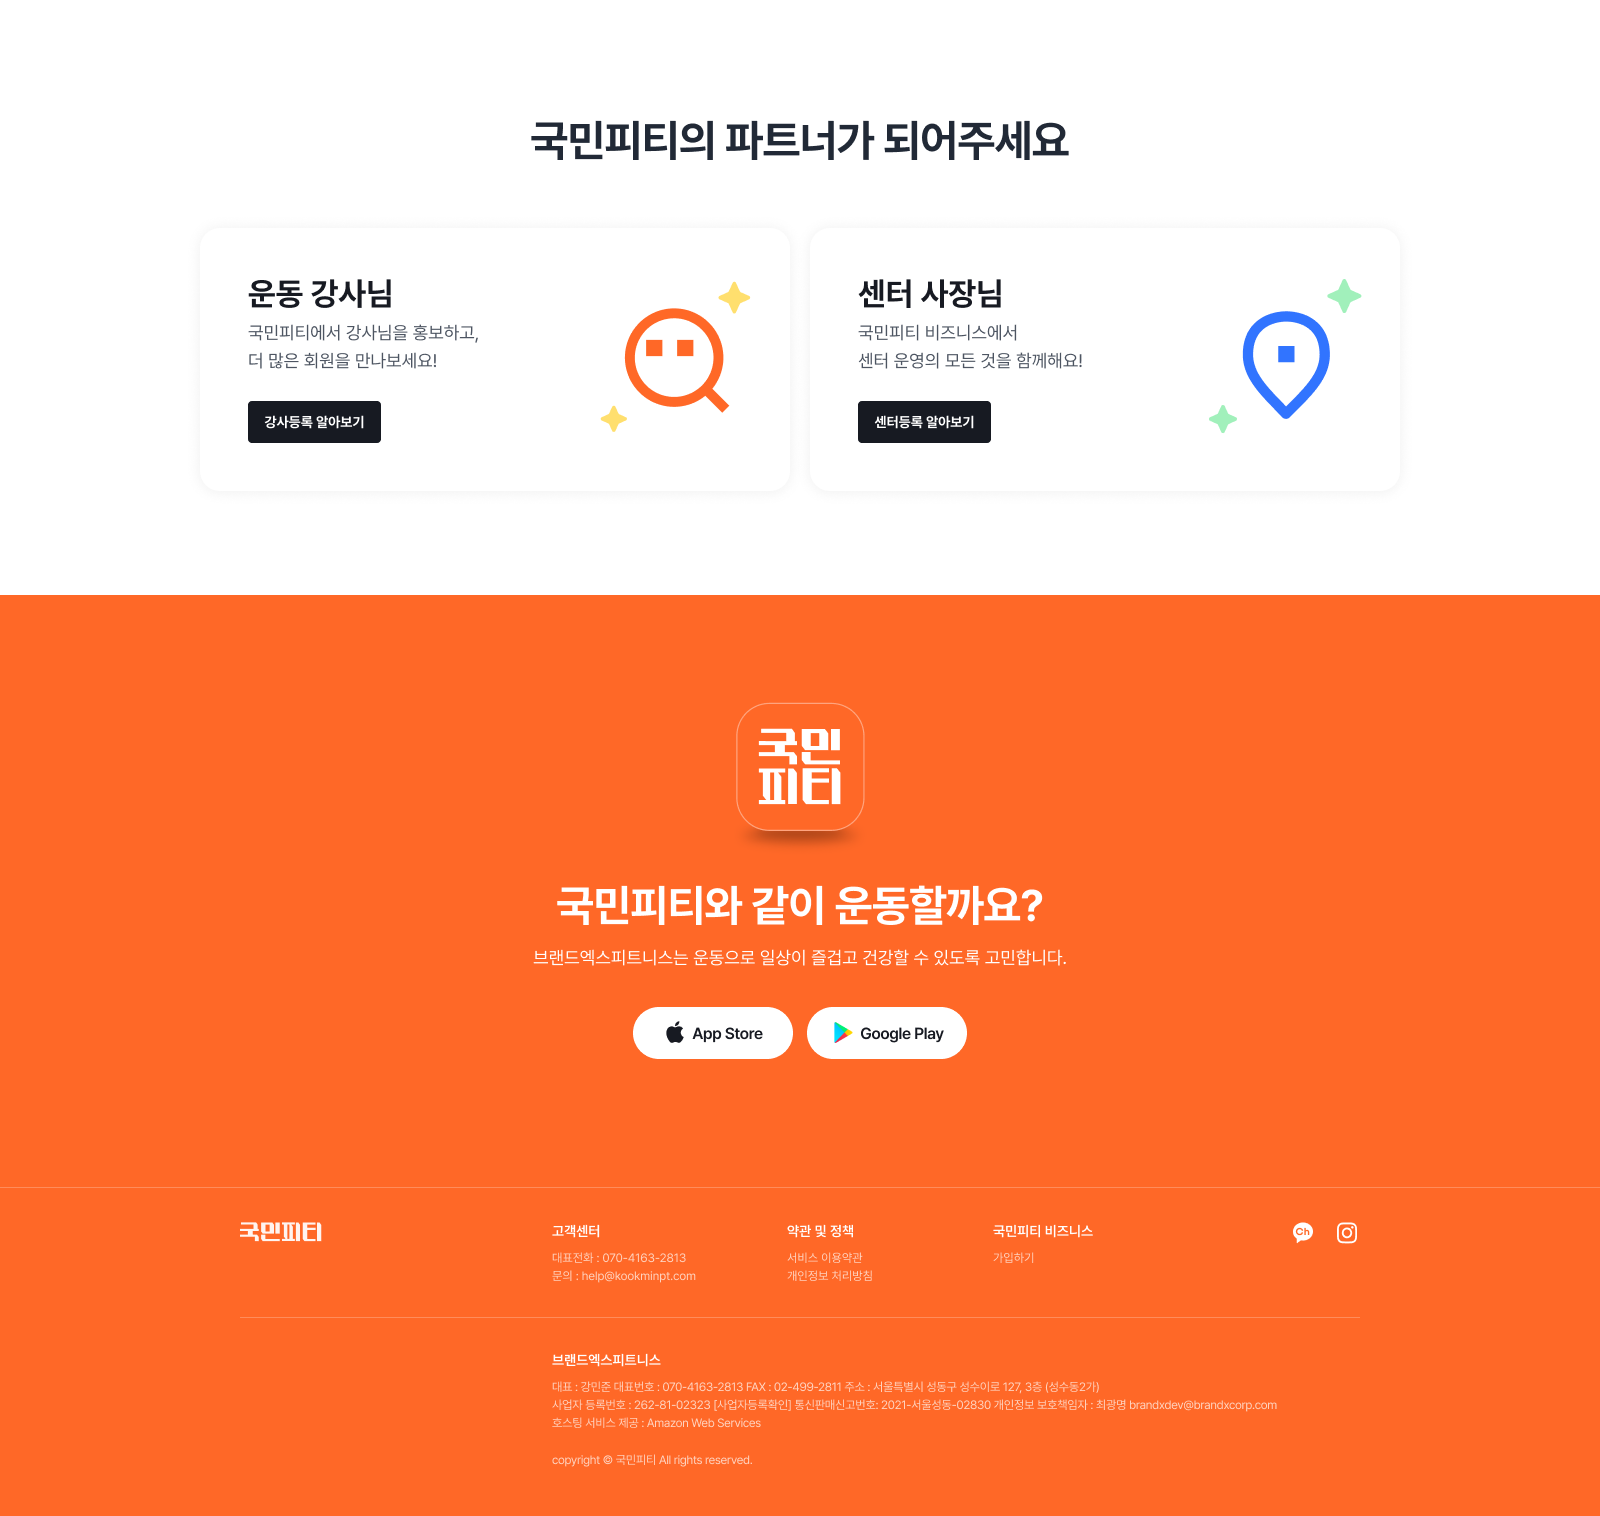 국민피티의 파트너가 되어주세요
운동 강사님
국민피티에서 강사님을 홍보하고,
더 많은 회원을 만나보세요!
강사등록 알아보기
센터 사장님
국민피티 비즈니스에서
센터 운영의 모든 것을 함께해요!
센터등록 알아보기
국민
피티
국민피티와 같이 운동할까요?
브랜드엑스피트니스는 운동으로 일상이 즐겁고 건강할 수 있도록 고민합니다.
App Store
Google Play
국민피티
고객센터
대표전화 : 070-4163-2813
문의 : help@kookminpt.com
약관 및 정책
서비스 이용약관
개인정보 처리방침
국민피티 비즈니스
가입하기
Ch
브랜드엑스피트니스
대표 : 강민준 대표번호 : 070-4163-2813 FAX : 02-499-2811 주소 : 서울특별시 성동구 성수이로 127, 3층 (성수동2가)
사업자 등록번호 : 262-81-02323 [사업자등록확인] 통신판매신고번호: 2021-서울성동-02830 개인정보 보호책임자 : 최광명 brandxdev@brandxcorp.com
호스팅 서비스 제공 : Amazon Web Services
copyright © 국민피티 All rights reserved.